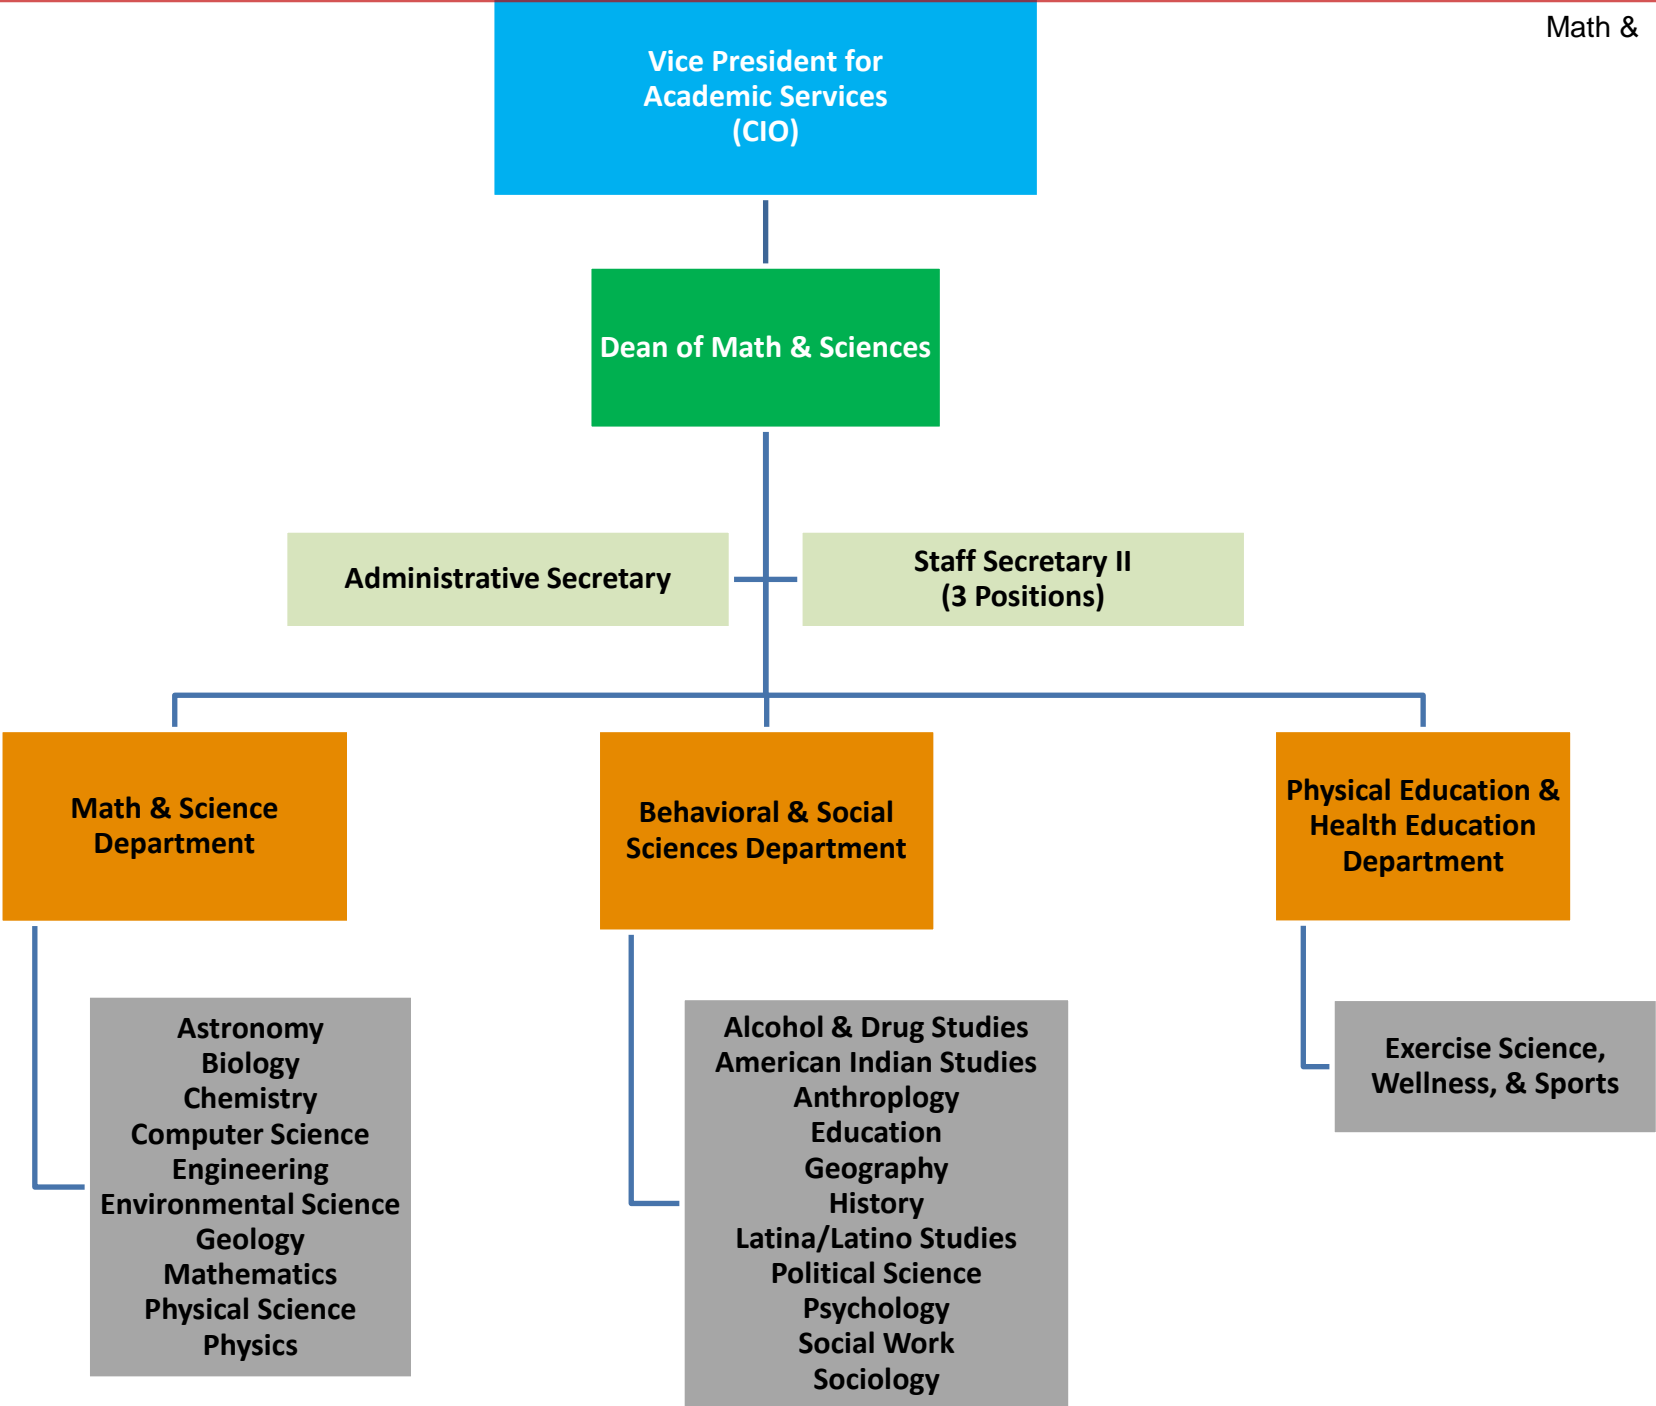 Math &
Vice President for
Academic Services
(CIO)
Dean of Math & Sciences
Administrative Secretary
Staff Secretary II
(3 Positions)
Math & Science
Department
Behavioral & Social
Sciences Department
Physical Education &
Health Education
Department
Astronomy
Biology
Chemistry
Computer Science
Engineering
Environmental Science
Geology
Mathematics
Physical Science
Physics
Alcohol & Drug Studies
American Indian Studies
Anthroplogy
Education
Geography
History
Latina/Latino Studies
Political Science
Psychology
Social Work
Sociology
Exercise Science,
Wellness, & Sports